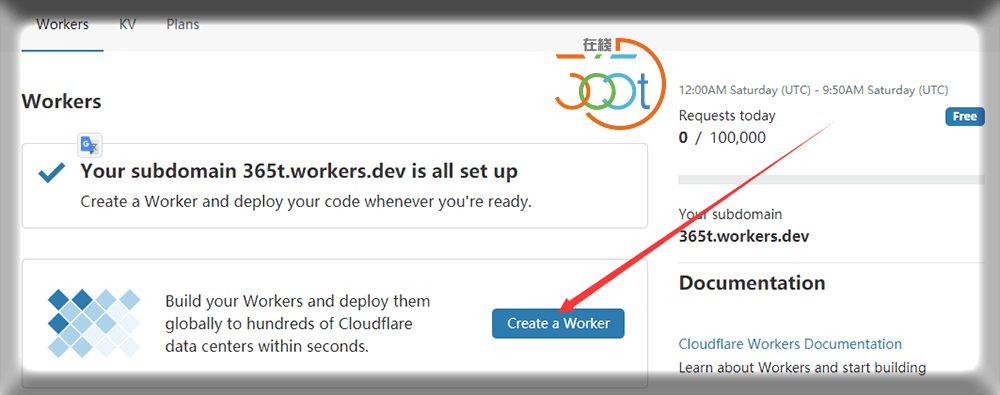 Workers KV Plans
Workers
Your subdomain 365t.workers.dev is all set up
Create a Worker and deploy your code whenever you're ready.
Build your Workers and deploy them
globally to hundreds of Cloudflare
data centers within seconds.
Create a Worker
在线
365t
12:00AM Saturday (UTC) - 9:50AM Saturday (UTC)
Requests today
Free
0 / 100,000
Your subdomain
365t.workers.dev
Documentation
Cloudflare Workers Documentation
Learn about Workers and start building